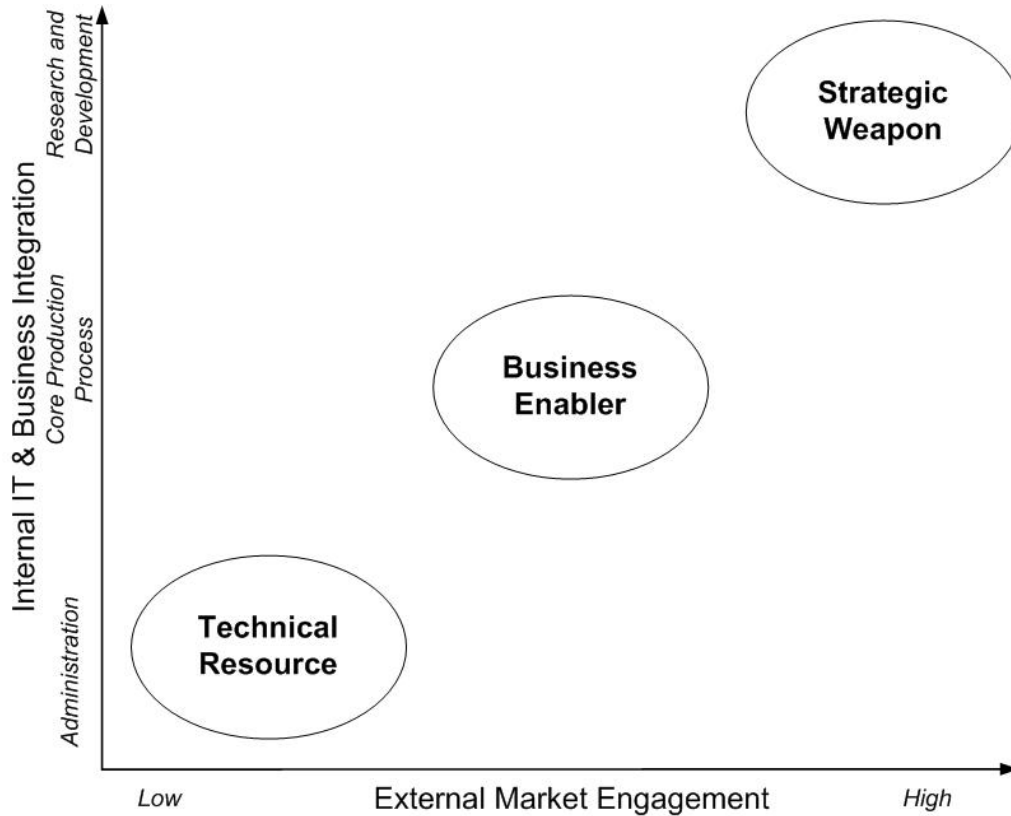 Internal IT & Business Integration
Research and
Development
Core Production
Process
Administration
Strategic
Weapon
Business
Enabler
Technical
Resource
Low
External Market Engagement
High